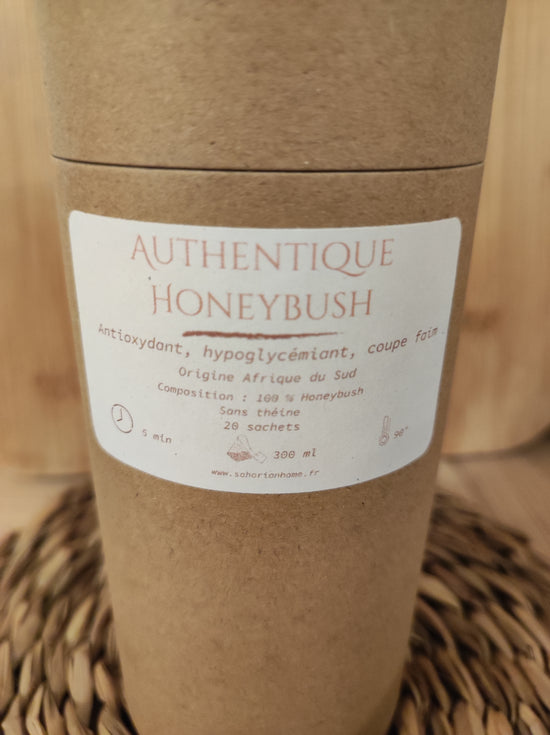 AUTHENTIQUE
HONEYBUSH
Antioxydant, hypoglycémiant, coupe faim
Origine Afrique du Sud
Composition : 100 % Honeybush
Sans théine
20 sachets
5 min
300 ml
90°
www.saharianhome.fr